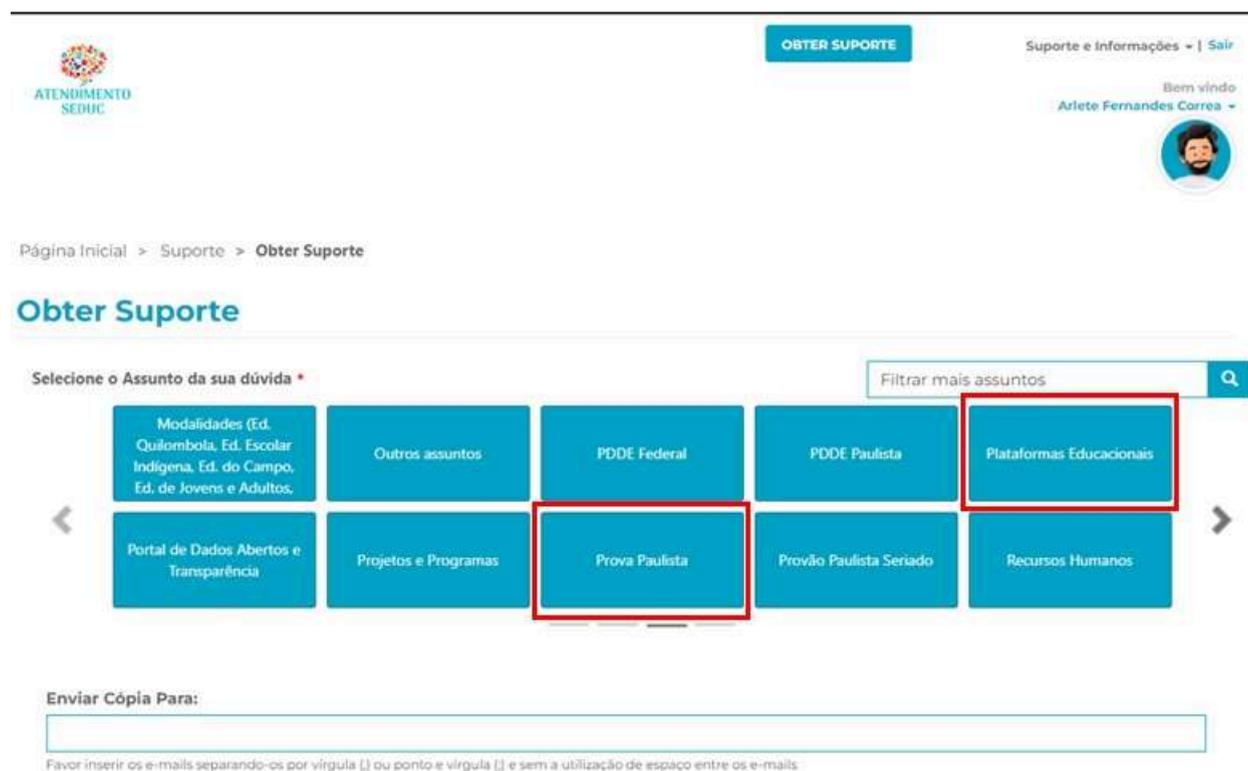 OBTER SUPORTE
Suporte e Informações | Sair
ATENDIMENTO
SEDUC
Bem vindo
Arlete Fernandes Correa
Página Inicial > Suporte > Obter Suporte
Obter Suporte
Selecione o Assunto da sua dúvida *
Filtrar mais assuntos
Modalidades (Ed.
Quilombola, Ed. Escolar
Indígena, Ed. do Campo,
Ed. de Jovens e Adultos,
Outros assuntos
PDDE Federal
PDDE Paulista
Plataformas Educacionais
Portal de Dados Abertos e
Transparência
Projetos e Programas
Prova Paulista
Provão Paulista Seriado
Recursos Humanos
Enviar Cópia Para:
Favor inserir os e-mails separando-os por vírgula (,) ou ponto e vírgula (;) e sem a utilização de espaço entre os e-mails